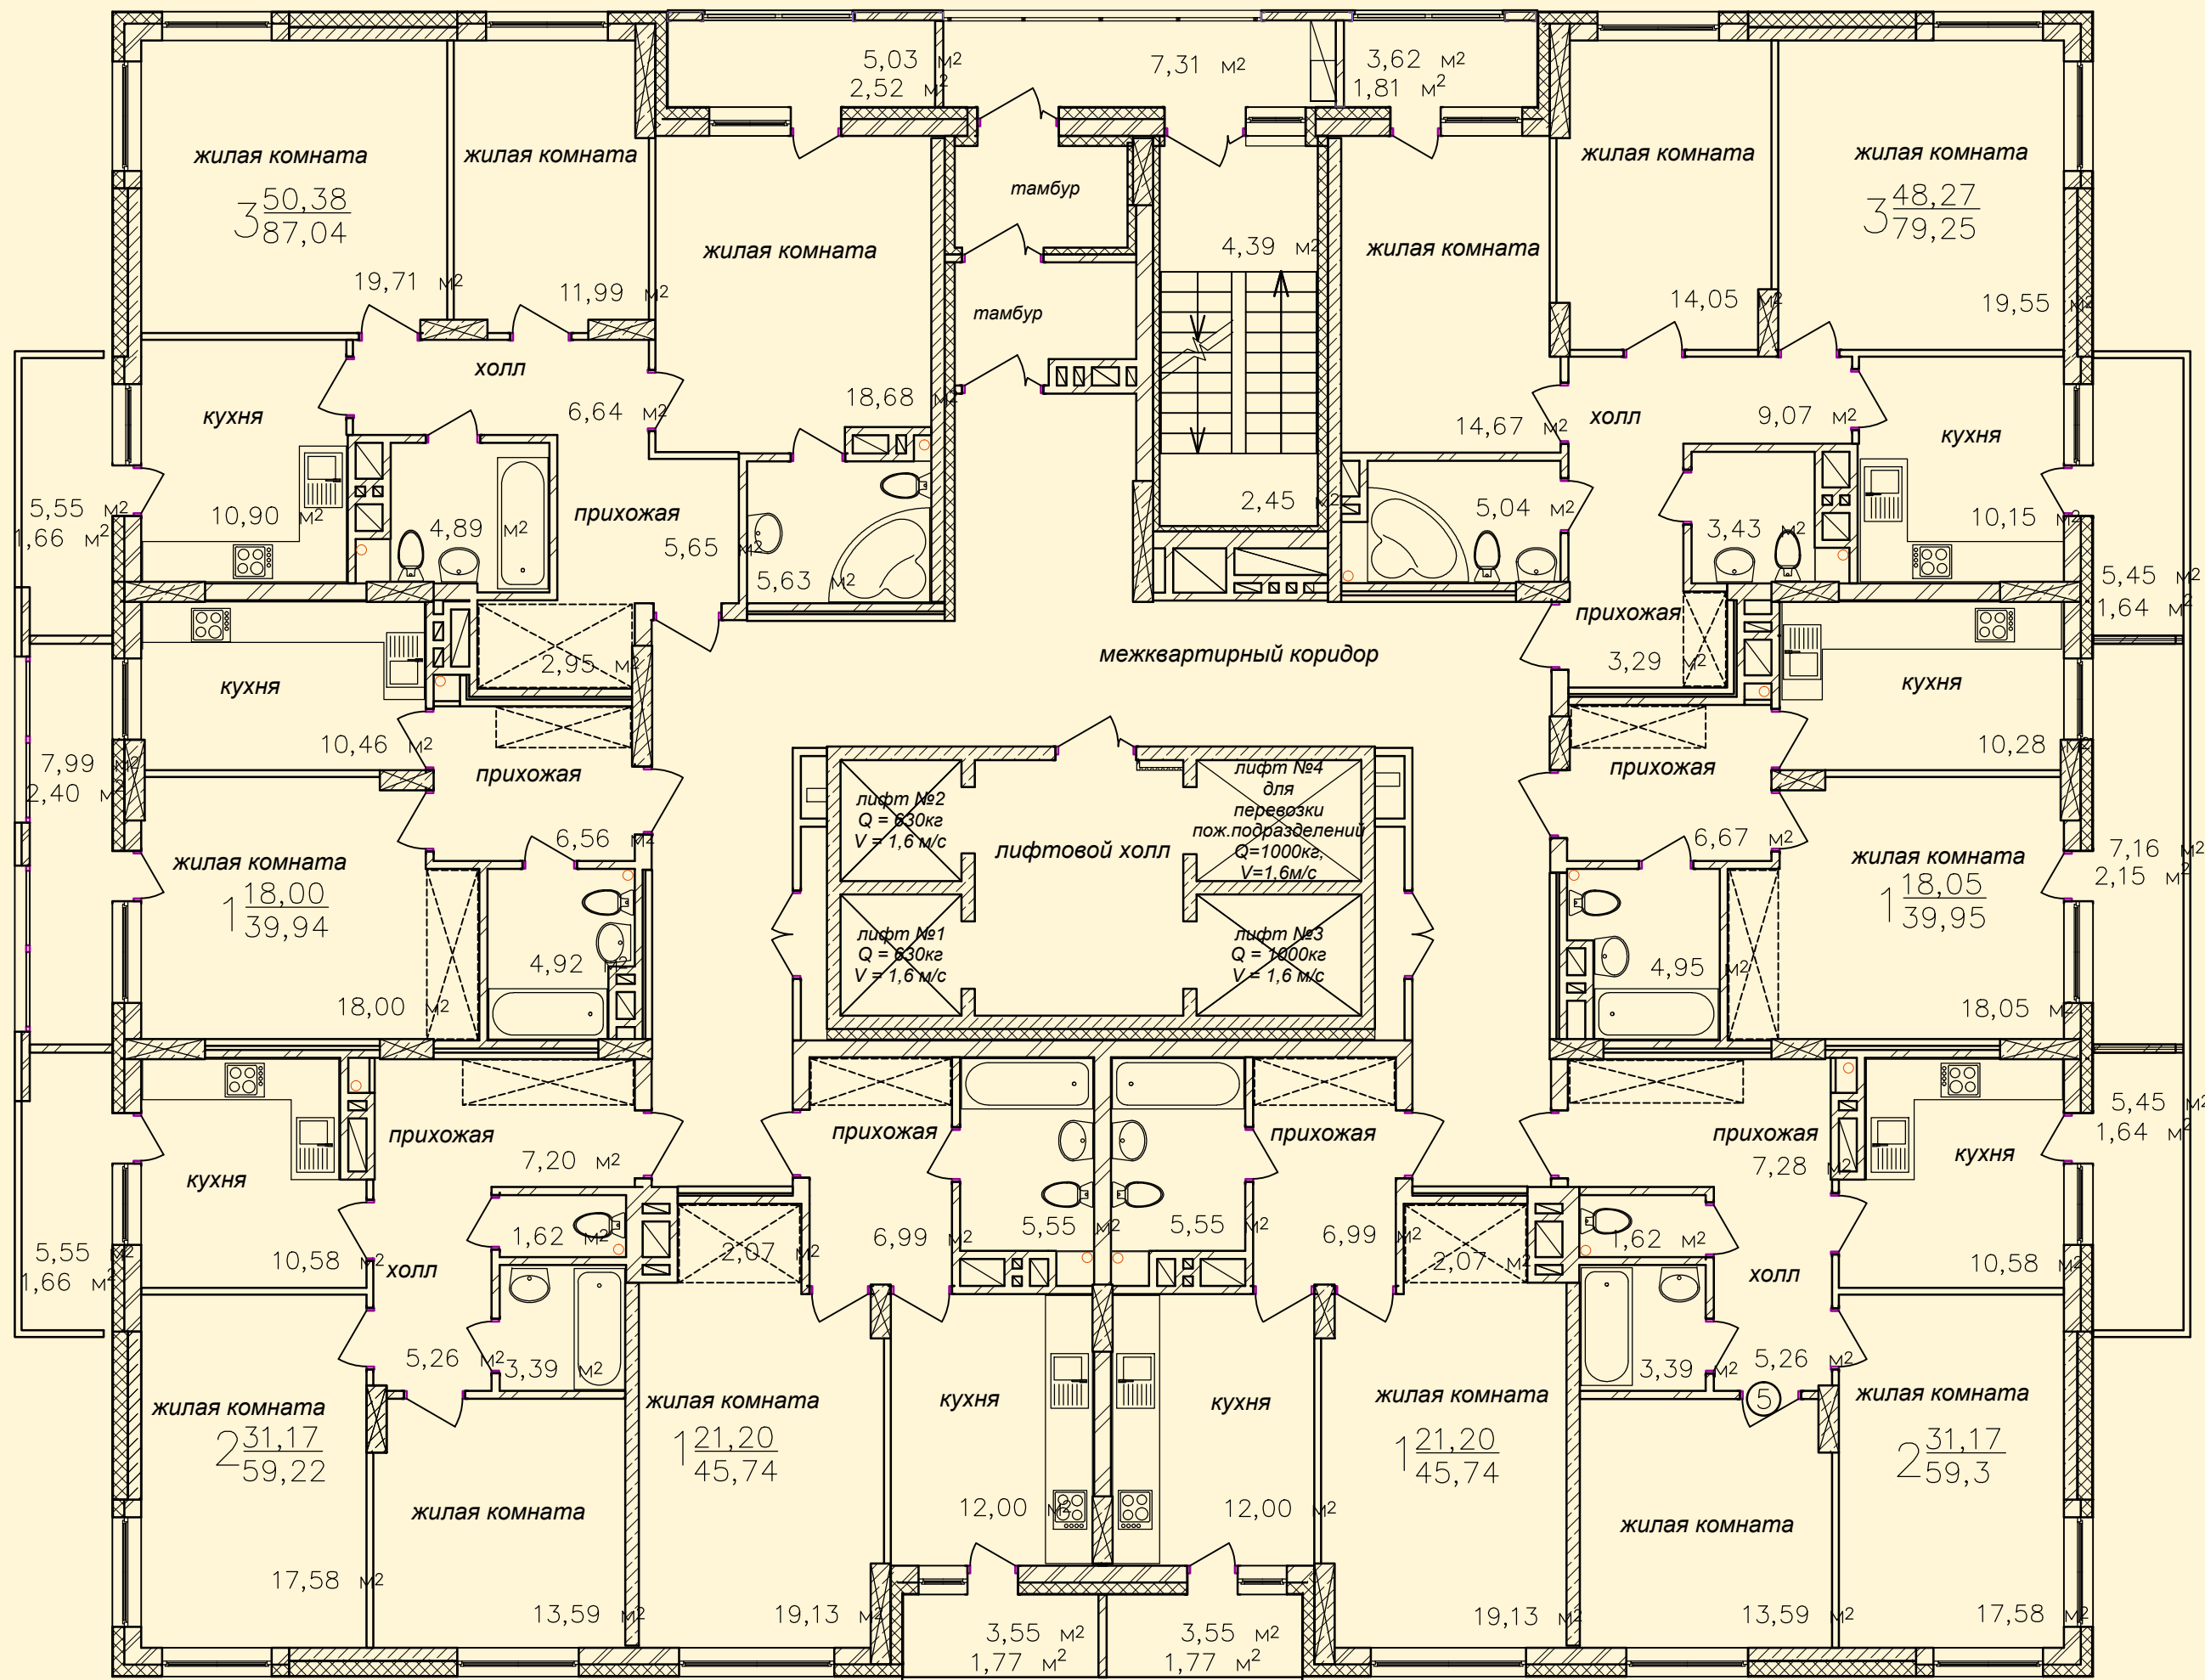 5,03 м²
2,52 м²
7,31 м²
3,62 м²
1,81 м²
жилая комната
3 50,38
87,04
19,71 м²
жилая комната
11,99 м²
жилая комната
18,68 м²
тамбур
тамбур
4,39 м²
2,45 м²
жилая комната
14,67 м²
жилая комната
14,05 м²
жилая комната
3 48,27
79,25
19,55 м²
холл
6,64 м²
кухня
10,90 м²
5,55 м²
1,66 м²
4,89 м²
прихожая
5,65 м²
5,63 м²
2,95 м²
холл
9,07 м²
кухня
10,15 м²
5,04 м²
3,43 м²
5,45 м²
1,64 м²
прихожая
3,29 м²
межквартирный коридор
кухня
10,46 м²
7,99 м²
2,40 м²
прихожая
6,56 м²
жилая комната
1 18,00
39,94
18,00 м²
4,92 м²
лифт №2
Q = 630кг
V = 1,6 м/с
лифтовой холл
лифт №4
для
перевозки
пож.подразделений
Q=1000кг,
V=1,6м/с
лифт №1
Q = 630кг
V = 1,6 м/с
лифт №3
Q = 1000кг
V = 1,6 м/с
кухня
10,28 м²
прихожая
6,67 м²
жилая комната
1 18,05
39,95
18,05 м²
4,95 м²
7,16 м²
2,15 м²
прихожая
7,20 м²
кухня
10,58 м²
5,55 м²
1,66 м²
1,62 м²
холл
5,26 м²
3,39 м²
жилая комната
2 31,17
59,22
17,58 м²
жилая комната
13,59 м²
прихожая
6,99 м²
2,07 м²
5,55 м²
жилая комната
1 21,20
45,74
19,13 м²
кухня
12,00 м²
3,55 м²
1,77 м²
прихожая
6,99 м²
2,07 м²
5,55 м²
кухня
12,00 м²
жилая комната
1 21,20
45,74
19,13 м²
3,55 м²
1,77 м²
прихожая
7,28 м²
кухня
10,58 м²
5,45 м²
1,64 м²
1,62 м²
холл
5,26 м²
3,39 м²
5
жилая комната
2 31,17
59,3
17,58 м²
жилая комната
13,59 м²